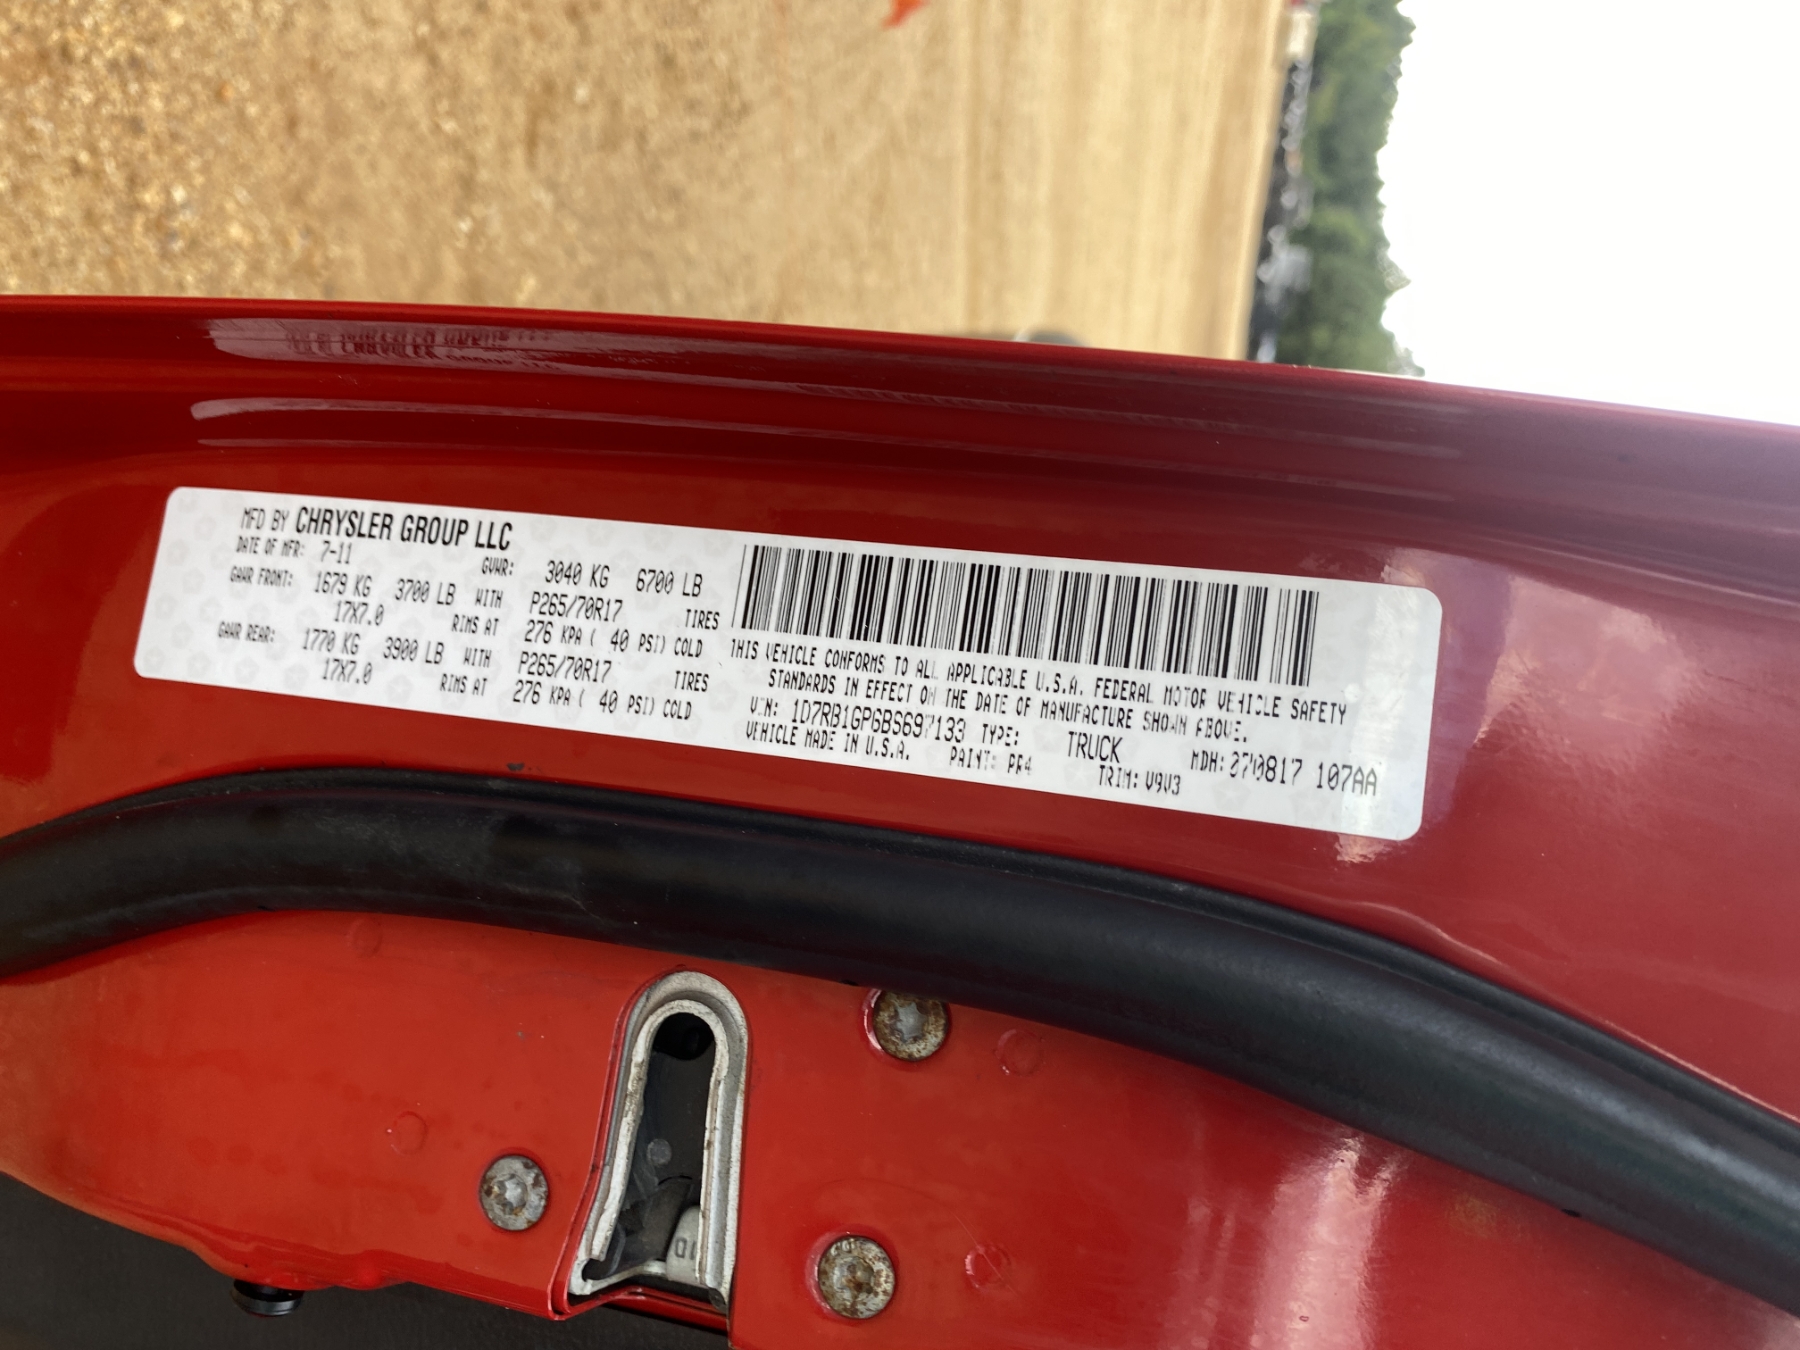 MFD BY CHRYSLER GROUP LLC
DATE OF MFR: 7-11 GVWR: 3040 KG 6700 LB
GAWR FRONT: 1679 KG 3700 LB WITH P265/70R17 TIRES
17X7.0 RIMS AT 276 KPA ( 40 PSI) COLD
GAWR REAR: 1770 KG 3900 LB WITH P265/70R17 TIRES
17X7.0 RIMS AT 276 KPA ( 40 PSI) COLD
THIS VEHICLE CONFORMS TO ALL APPLICABLE U.S.A. FEDERAL MOTOR VEHICLE SAFETY
STANDARDS IN EFFECT ON THE DATE OF MANUFACTURE SHOWN ABOVE.
VIN: 1D7RB1GP6BS697133 TYPE: TRUCK MDH: 107AA
VEHICLE MADE IN U.S.A. PAINT: PR4 TRIM: V9V3